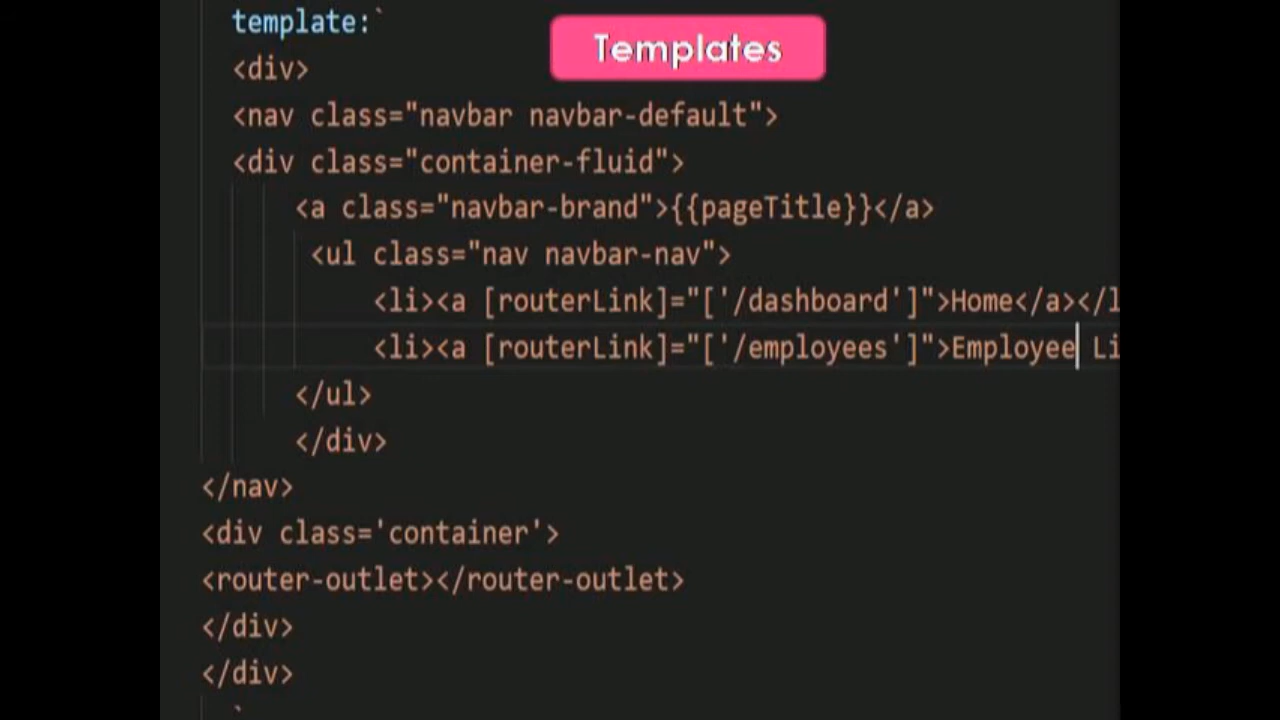 template:`
Templates
<div>
<nav class="navbar navbar-default">
<div class="container-fluid">
<a class="navbar-brand">{{pageTitle}}</a>
<ul class="nav navbar-nav">
<li><a [routerLink]="['/dashboard']">Home</a></l
<li><a [routerLink]="['/employees']">Employee Li
</ul>
</div>
</nav>
<div class='container'>
<router-outlet></router-outlet>
</div>
</div>
`